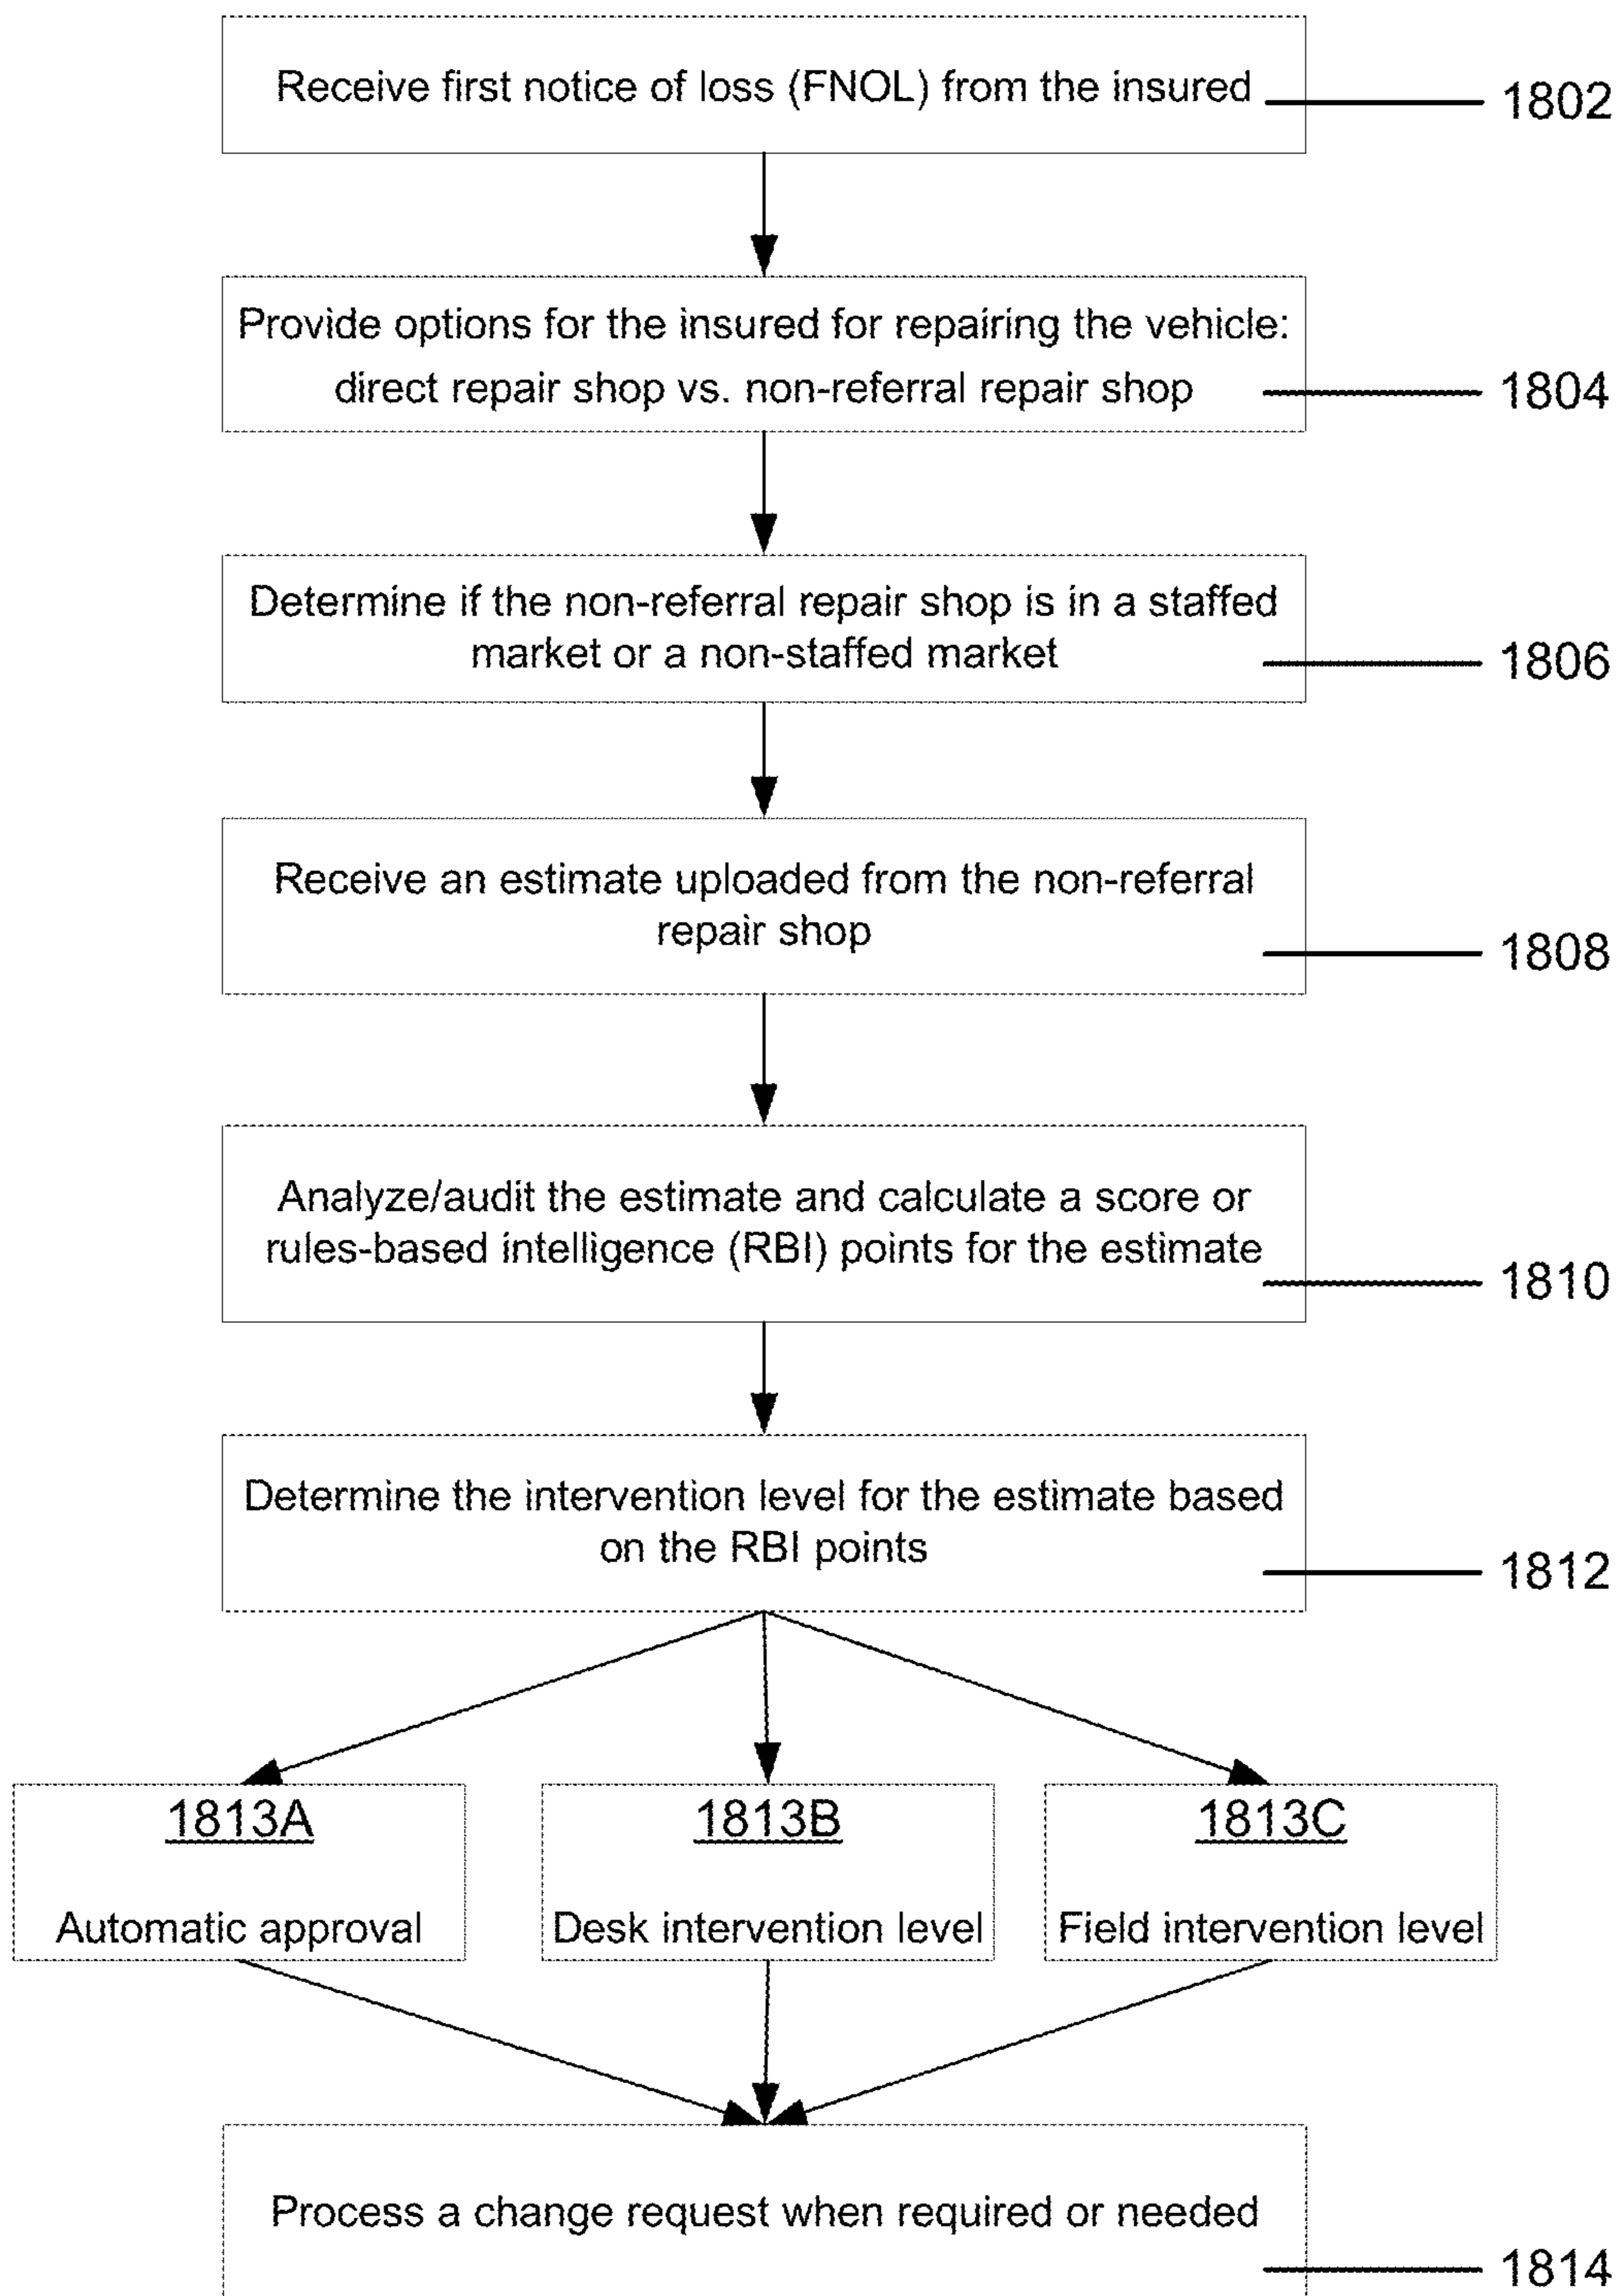 Receive first notice of loss (FNOL) from the insured
1802
Provide options for the insured for repairing the vehicle:
direct repair shop vs. non-referral repair shop
1804
Determine if the non-referral repair shop is in a staffed
market or a non-staffed market
1806
Receive an estimate uploaded from the non-referral
repair shop
1808
Analyze/audit the estimate and calculate a score or
rules-based intelligence (RBI) points for the estimate
1810
Determine the intervention level for the estimate based
on the RBI points
1812
1813A
Automatic approval
1813B
Desk intervention level
1813C
Field intervention level
Process a change request when required or needed
1814